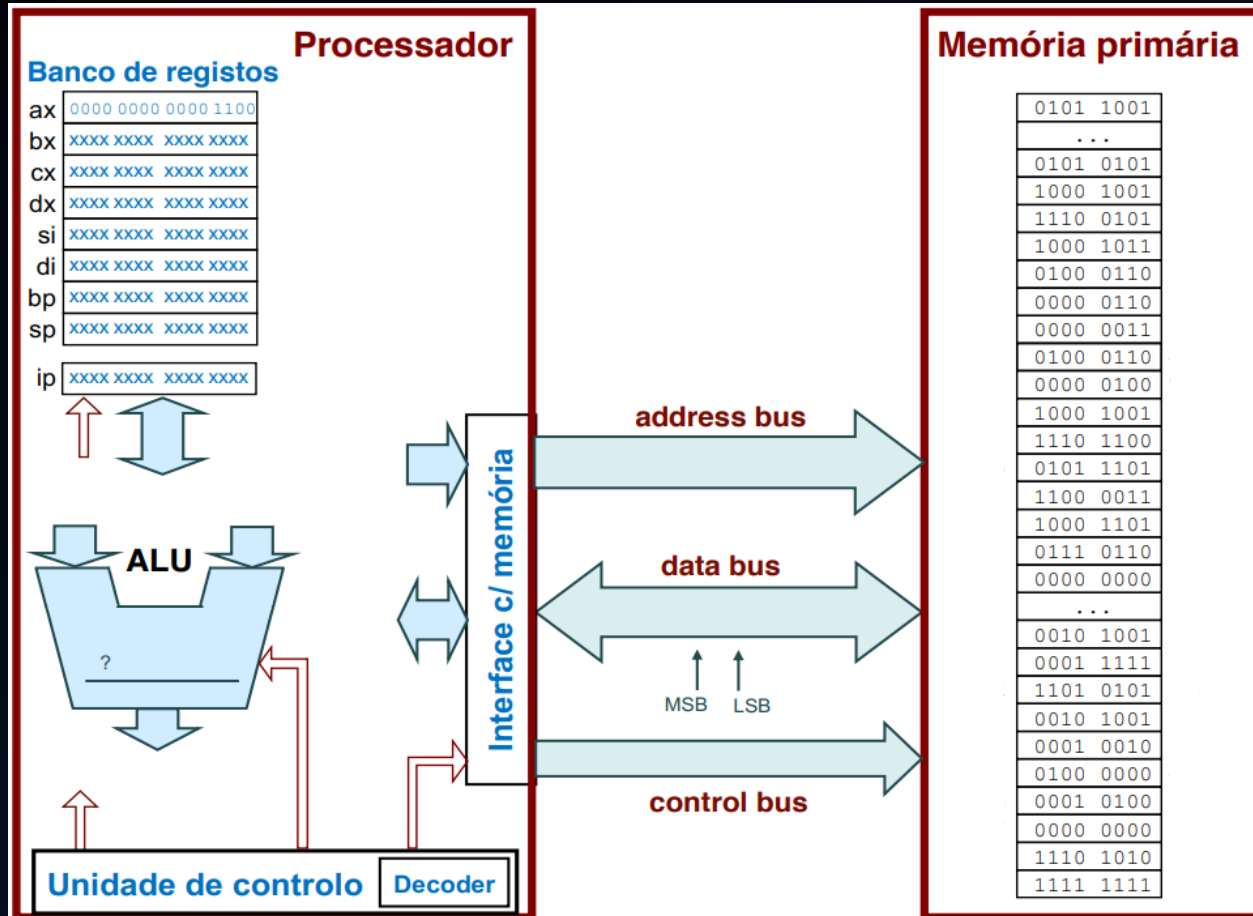 Processador
Banco de registos
ax 0000 0000 0000 1100
bx xxxx xxxx xxxx xxxx
cx xxxx xxxx xxxx xxxx
dx xxxx xxxx xxxx xxxx
si xxxx xxxx xxxx xxxx
di xxxx xxxx xxxx xxxx
bp xxxx xxxx xxxx xxxx
sp xxxx xxxx xxxx xxxx
ip xxxx xxxx xxxx xxxx
ALU
?
Unidade de controlo
Decoder
Interface c/ memória
address bus
data bus
MSB LSB
control bus
Memória primária
0101 1001
...
0101 0101
1000 1001
1110 0101
1000 1011
0100 0110
0000 0110
0000 0011
0100 0110
0000 0100
1000 1001
1110 1100
0101 1101
1100 0011
1000 1101
0111 0110
0000 0000
...
0010 1001
0001 1111
1101 0101
0010 1001
0001 0010
0100 0000
0001 0100
0000 0000
1110 1010
1111 1111